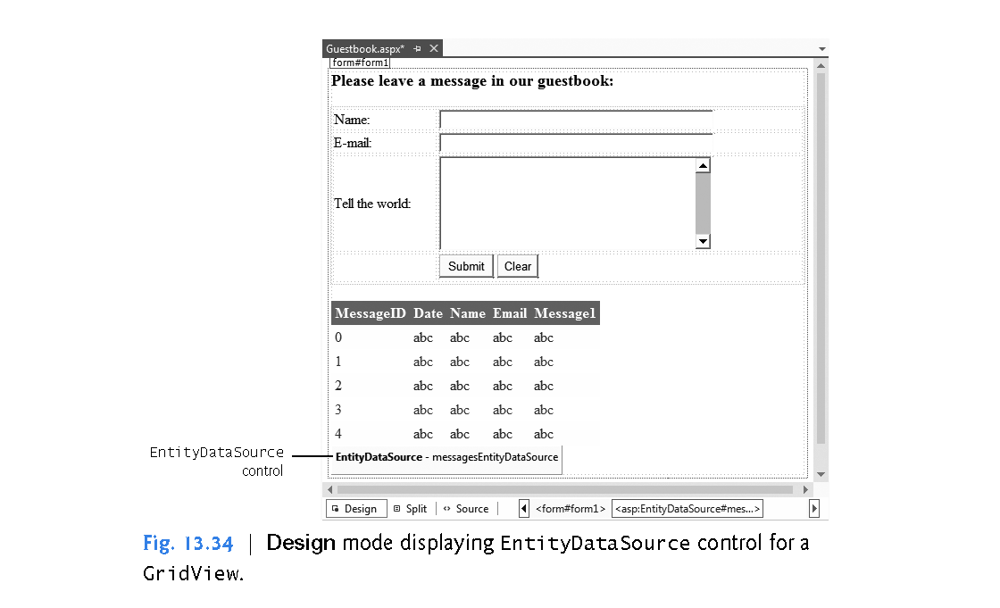 Guestbook.aspx*
form#form1
Please leave a message in our guestbook:
Name:
E-mail:
Tell the world:
Submit Clear
MessageID Date Name Email Message1
0 abc abc abc abc
1 abc abc abc abc
2 abc abc abc abc
3 abc abc abc abc
4 abc abc abc abc
EntityDataSource
control
EntityDataSource - messagesEntityDataSource
Design Split Source <form#form1> <asp:EntityDataSource#mes...>
Fig. 13.34 | Design mode displaying EntityDataSource control for a
GridView.